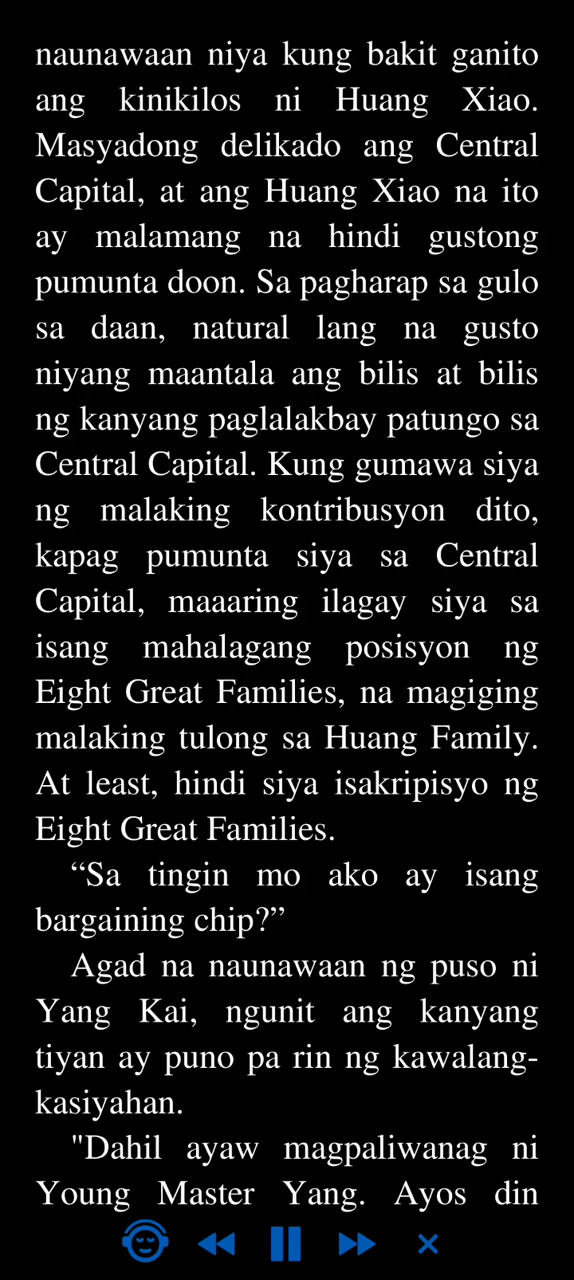 naunawaan niya kung bakit ganito
ang kinikilos ni Huang Xiao.
Masyadong delikado ang Central
Capital, at ang Huang Xiao na ito
ay malamang na hindi gustong
pumunta doon. Sa pagharap sa gulo
sa daan, natural lang na gusto
niyang maantala ang bilis at bilis
ng kanyang paglalakbay patungo sa
Central Capital. Kung gumawa siya
ng malaking kontribusyon dito,
kapag pumunta siya sa Central
Capital, maaaring ilagay siya sa
isang mahalagang posisyon ng
Eight Great Families, na magiging
malaking tulong sa Huang Family.
At least, hindi siya isakripisyo ng
Eight Great Families.
“Sa tingin mo ako ay isang
bargaining chip?”
Agad na naunawaan ng puso ni
Yang Kai, ngunit ang kanyang
tiyan ay puno pa rin ng kawalang-
kasiyahan.
"Dahil ayaw magpaliwanag ni
Young Master Yang. Ayos din